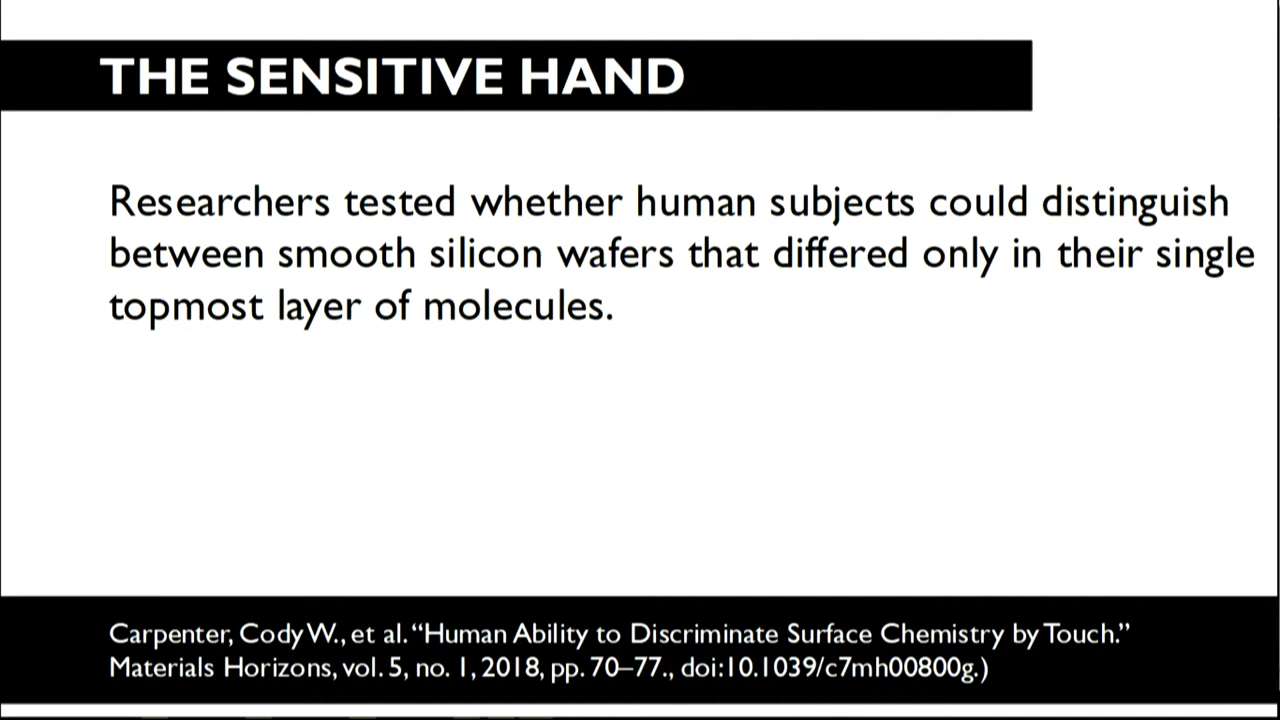 THE SENSITIVE HAND
Researchers tested whether human subjects could distinguish
between smooth silicon wafers that differed only in their single
topmost layer of molecules.
Carpenter, Cody W., et al. “Human Ability to Discriminate Surface Chemistry by Touch.”
Materials Horizons, vol. 5, no. 1, 2018, pp. 70–77., doi:10.1039/c7mh00800g.)